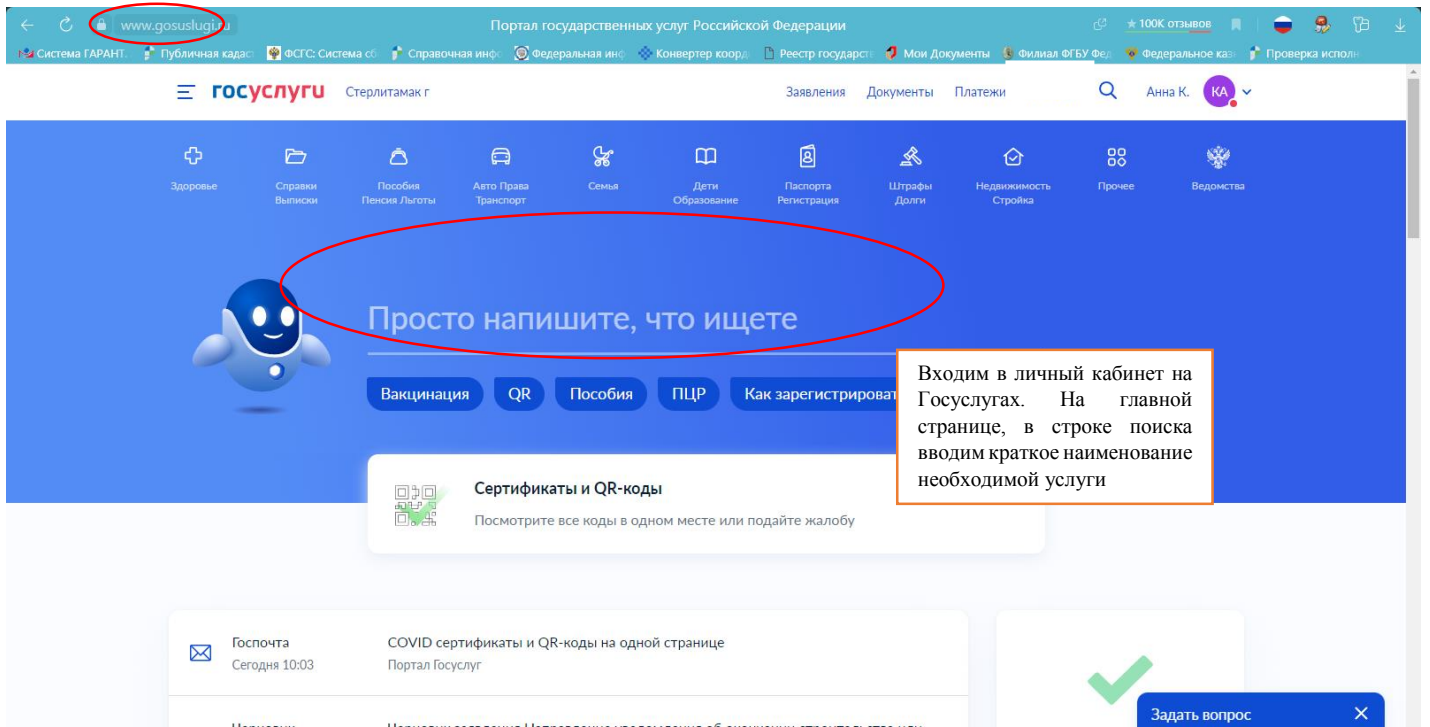 www.gosuslugi.ru
Портал государственных услуг Российской Федерации
100K отзывов
Система ГАРАНТ. Публичная кадас ФСГС: Система сб Справочная инфо Федеральная инф Конвертер коорд Реестр государст Мои Документы Филиал ФГБУ Фед Федеральное каз Проверка исполн
госуслуги Стерлитамак г Заявления Документы Платежи Анна К. КА
Здоровье
Справки
Выписки
Пособия
Пенсия Льготы
Авто Права
Транспорт
Семья
Дети
Образование
Паспорта
Регистрация
Штрафы
Долги
Недвижимость
Стройка
Прочее
Ведомства
Просто напишите, что ищете
Вакцинация QR Пособия ПЦР Как зарегистрироват
Входим в личный кабинет на
Госуслугах. На главной
странице, в строке поиска
вводим краткое наименование
необходимой услуги
Сертификаты и QR-коды
Посмотрите все коды в одном месте или подайте жалобу
Госпочта
Сегодня 10:03
COVID сертификаты и QR-коды на одной странице
Портал Госуслуг
Задать вопрос